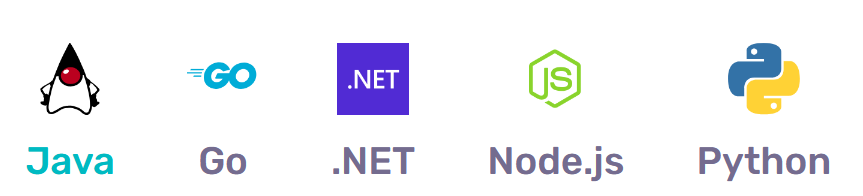 GO
.NET
JS
Java
Go
.NET
Node.js
Python